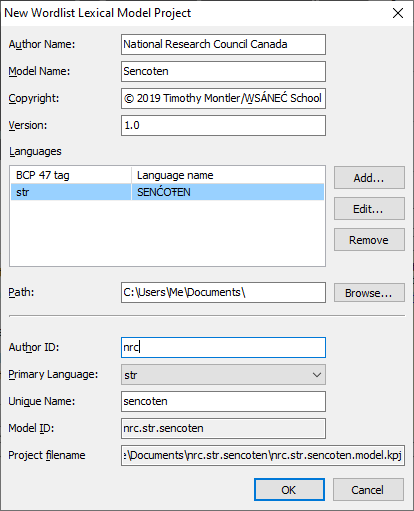 New Wordlist Lexical Model Project
Author Name: National Research Council Canada
Model Name: Sencoten
Copyright: © 2019 Timothy Montler/W̱SÁNEĆ School
Version: 1.0
Languages
BCP 47 tag Language name
str SENĆOŦEN
Add...
Edit...
Remove
Path: C:\Users\Me\Documents\ Browse...
Author ID: nrc
Primary Language: str
Unique Name: sencoten
Model ID: nrc.str.sencoten
Project filename :\Documents\nrc.str.sencoten\nrc.str.sencoten.model.kpj
OK Cancel